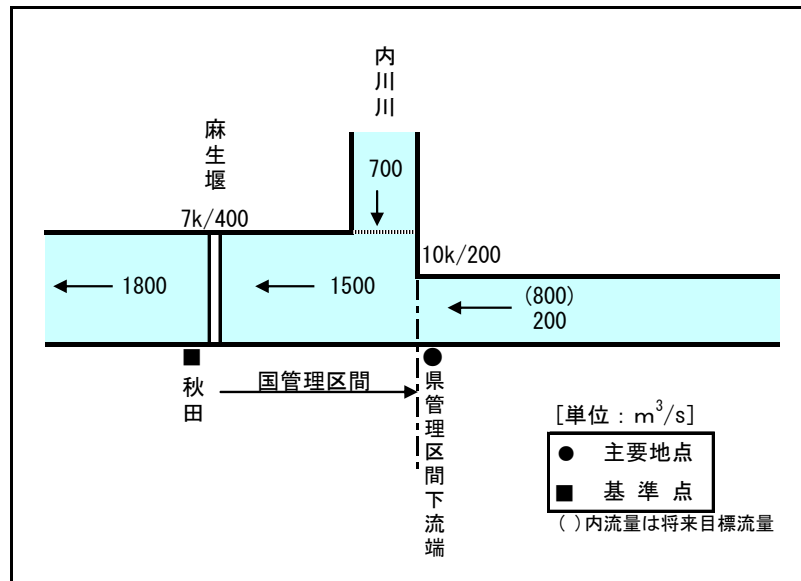 内川川
麻生堰
700
7k/400
10k/200
1800
1500
(800)
200
秋田
国管理区間
県管理区間下流端
[単位：m³/s]
● 主要地点
■ 基準点
( )内流量は将来目標流量